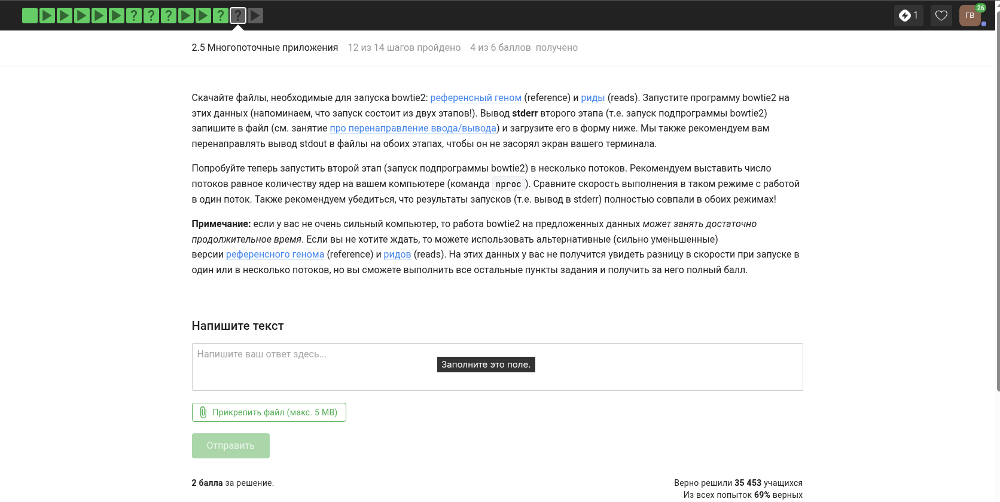 ? ? ? ? ?
1
ГВ
26
2.5 Многопоточные приложения 12 из 14 шагов пройдено 4 из 6 баллов получено
Скачайте файлы, необходимые для запуска bowtie2: референсный геном (reference) и риды (reads). Запустите программу bowtie2 на
этих данных (напоминаем, что запуск состоит из двух этапов!). Вывод stderr второго этапа (т.е. запуск подпрограммы bowtie2)
запишите в файл (см. занятие про перенаправление ввода/вывода) и загрузите его в форму ниже. Мы также рекомендуем вам
перенаправлять вывод stdout в файлы на обоих этапах, чтобы он не засорял экран вашего терминала.
Попробуйте теперь запустить второй этап (запуск подпрограммы bowtie2) в несколько потоков. Рекомендуем выставить число
потоков равное количеству ядер на вашем компьютере (команда nproc ). Сравните скорость выполнения в таком режиме с работой
в один поток. Также рекомендуем убедиться, что результаты запусков (т.е. вывод в stderr) полностью совпали в обоих режимах!
Примечание: если у вас не очень сильный компьютер, то работа bowtie2 на предложенных данных может занять достаточно
продолжительное время. Если вы не хотите ждать, то можете использовать альтернативные (сильно уменьшенные)
версии референсного генома (reference) и ридов (reads). На этих данных у вас не получится увидеть разницу в скорости при запуске в
один или в несколько потоков, но вы сможете выполнить все остальные пункты задания и получить за него полный балл.
Напишите текст
Напишите ваш ответ здесь...
Заполните это поле.
Прикрепить файл (макс. 5 MB)
Отправить
2 балла за решение.
Верно решили 35 453 учащихся
Из всех попыток 69% верных